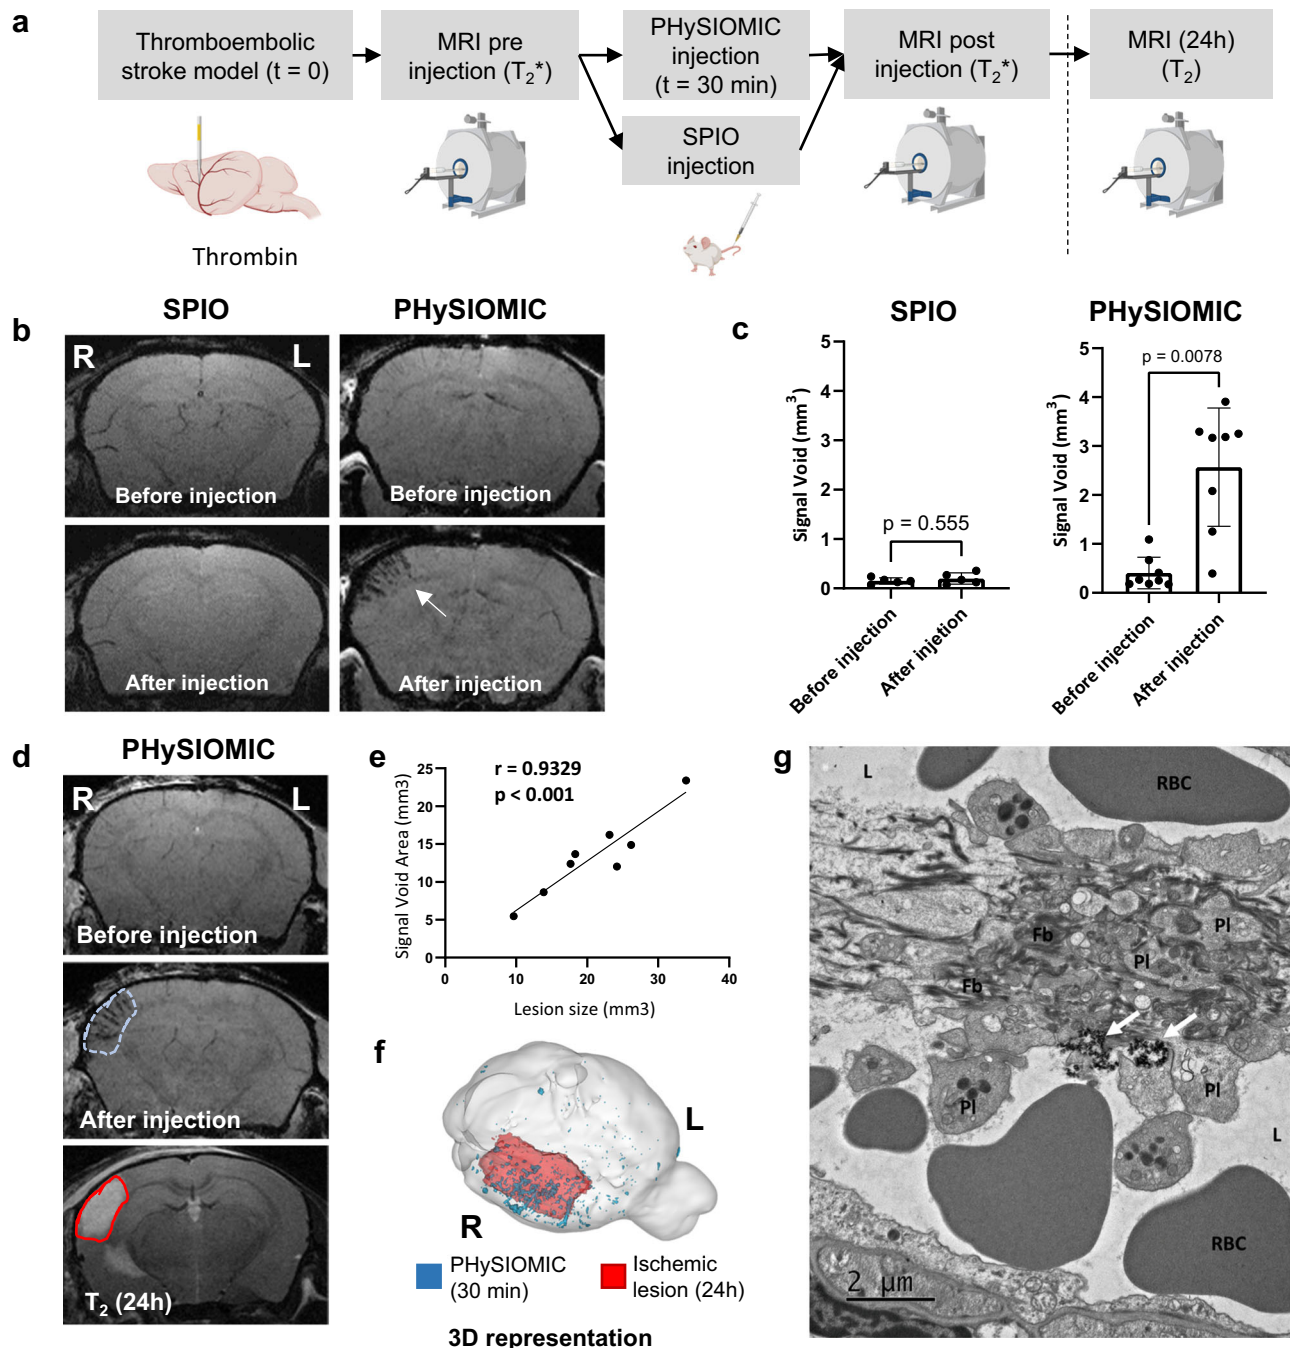 a
Thromboembolic
stroke model (t = 0)
MRI pre
injection (T2*)
PHySIOMIC
injection
(t = 30 min)
SPIO
injection
MRI post
injection (T2*)
MRI (24h)
(T2)
Thrombin
b
SPIO
PHySIOMIC
R
L
Before injection
Before injection
After injection
After injection
c
SPIO
PHySIOMIC
Signal Void (mm3)
5
4
3
2
1
0
p = 0.555
Before injection
After injetion
Signal Void (mm3)
5
4
3
2
1
0
p = 0.0078
Before injection
After injection
d
PHySIOMIC
R
L
Before injection
After injection
T2 (24h)
e
r = 0.9329
p < 0.001
Signal Void Area (mm3)
25
20
15
10
5
0
0
10
20
30
40
Lesion size (mm3)
f
L
R
PHySIOMIC
(30 min)
Ischemic
lesion (24h)
3D representation
g
L
RBC
Fb
Pl
Pl
Fb
Pl
Pl
L
RBC
2 μm